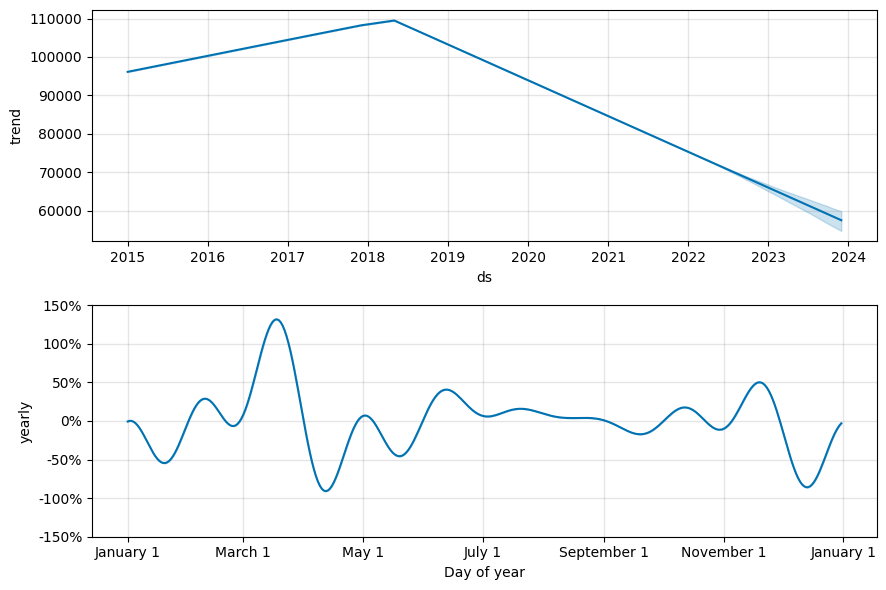 110000
100000
90000
80000
70000
60000
trend
2015 2016 2017 2018 2019 2020 2021 2022 2023 2024
ds
150%
100%
50%
0%
-50%
-100%
-150%
yearly
January 1 March 1 May 1 July 1 September 1 November 1 January 1
Day of year